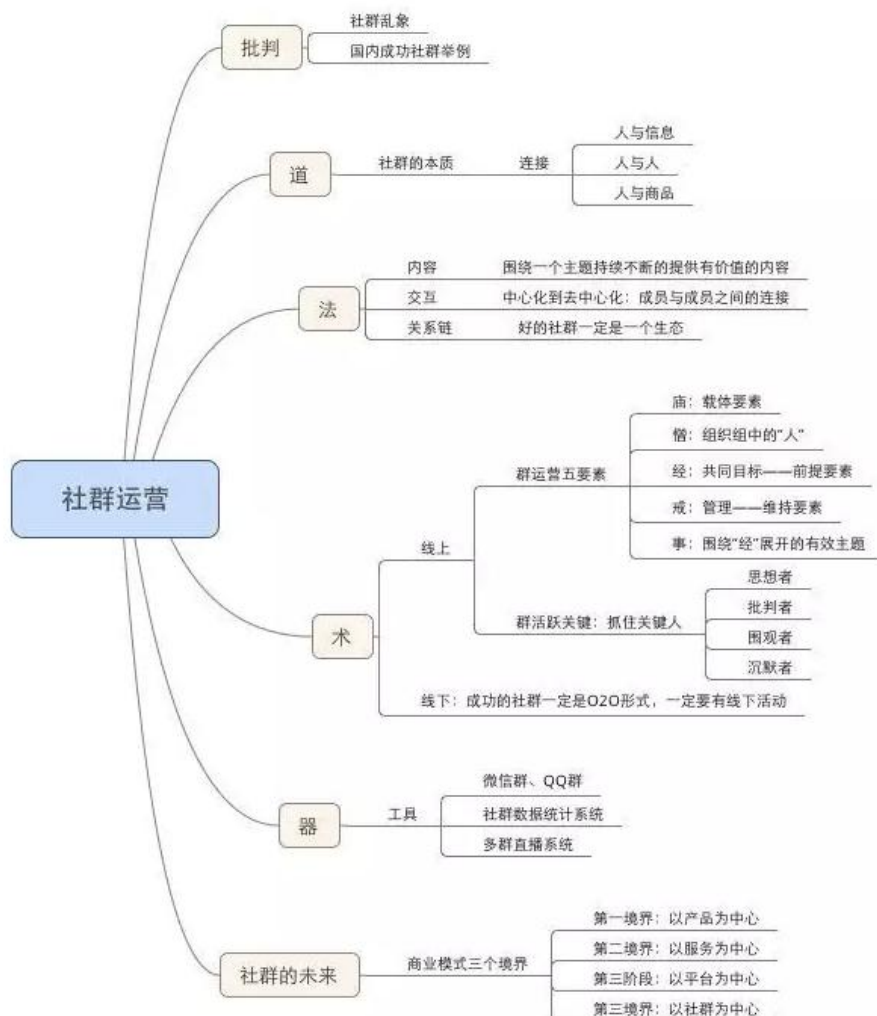 社群运营
批判
社群乱象
国内成功社群举例
道
社群的本质
连接
人与信息
人与人
人与商品
法
内容
围绕一个主题持续不断的提供有价值的内容
交互
中心化到去中心化：成员与成员之间的连接
关系链
好的社群一定是一个生态
术
线上
群运营五要素
庙：载体要素
僧：组织组中的“人”
经：共同目标——前提要素
戒：管理——维持要素
事：围绕“经”展开的有效主题
群活跃关键：抓住关键人
思想者
批判者
围观者
沉默者
线下：成功的社群一定是O2O形式，一定要有线下活动
器
工具
微信群、QQ群
社群数据统计系统
多群直播系统
社群的未来
商业模式三个境界
第一境界：以产品为中心
第二境界：以服务为中心
第三阶段：以平台为中心
第三境界：以社群为中心